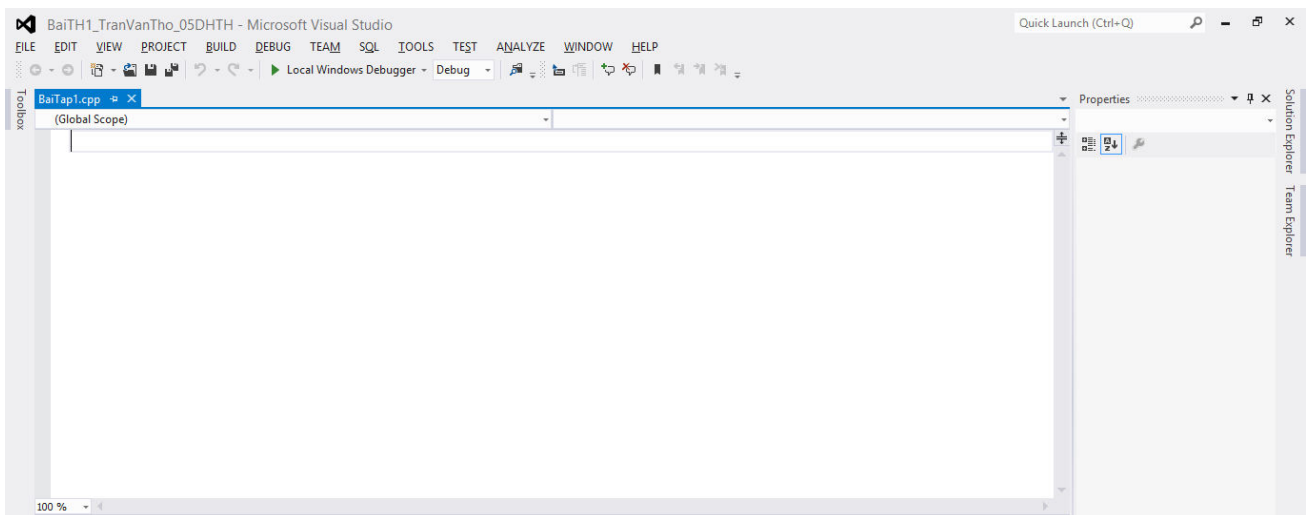 BaiTH1_TranVanTho_05DHTH - Microsoft Visual Studio
Quick Launch (Ctrl+Q)
FILE EDIT VIEW PROJECT BUILD DEBUG TEAM SQL TOOLS TEST ANALYZE WINDOW HELP
Local Windows Debugger Debug
Toolbox
BaiTap1.cpp
(Global Scope)
100 %
Properties
Solution Explorer
Team Explorer